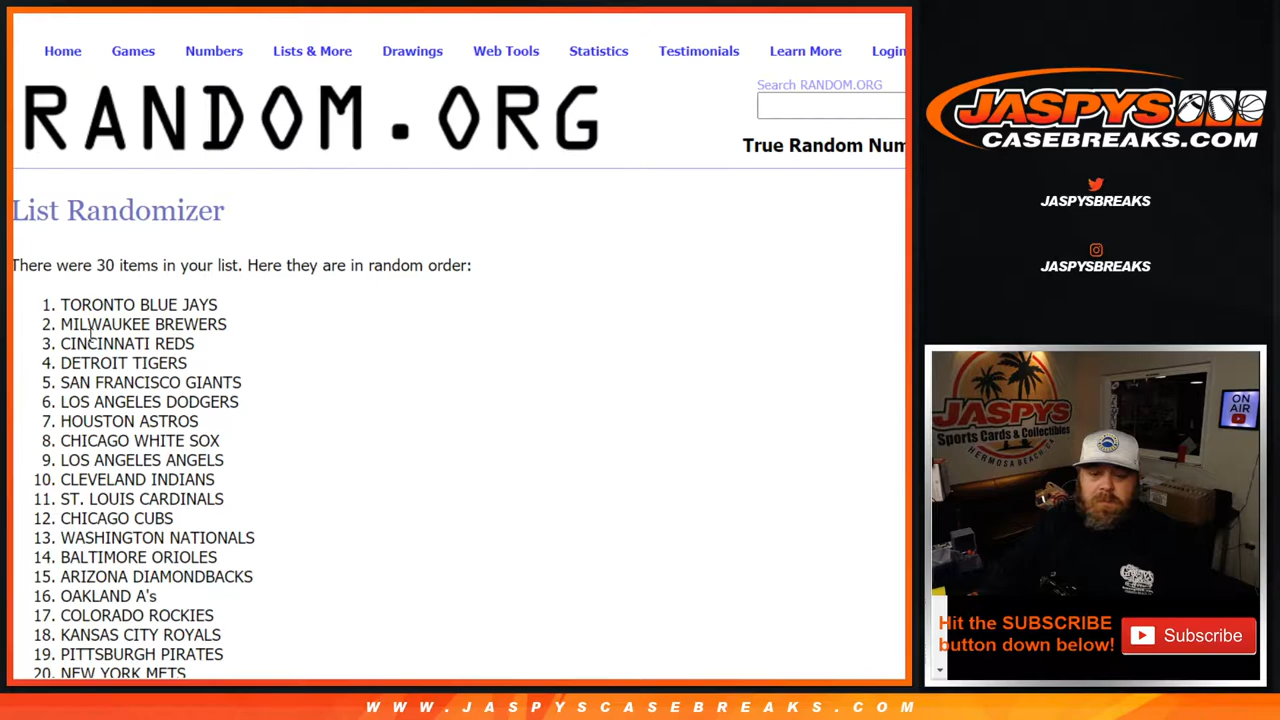 Home Games Numbers Lists & More Drawings Web Tools Statistics Testimonials Learn More Login
RANDOM.ORG
Search RANDOM.ORG
True Random Num
List Randomizer
There were 30 items in your list. Here they are in random order:
1. TORONTO BLUE JAYS
2. MILWAUKEE BREWERS
3. CINCINNATI REDS
4. DETROIT TIGERS
5. SAN FRANCISCO GIANTS
6. LOS ANGELES DODGERS
7. HOUSTON ASTROS
8. CHICAGO WHITE SOX
9. LOS ANGELES ANGELS
10. CLEVELAND INDIANS
11. ST. LOUIS CARDINALS
12. CHICAGO CUBS
13. WASHINGTON NATIONALS
14. BALTIMORE ORIOLES
15. ARIZONA DIAMONDBACKS
16. OAKLAND A's
17. COLORADO ROCKIES
18. KANSAS CITY ROYALS
19. PITTSBURGH PIRATES
20. NEW YORK METS
JASPYS
CASEBREAKS.COM
JASPYSBREAKS
JASPYSBREAKS
JASPYS
Sports Cards & Collectibles
HERMOSA BEACH, CA
ON
AIR
Hit the SUBSCRIBE
button down below!
Subscribe
WWW.JASPYSCASEBREAKS.COM